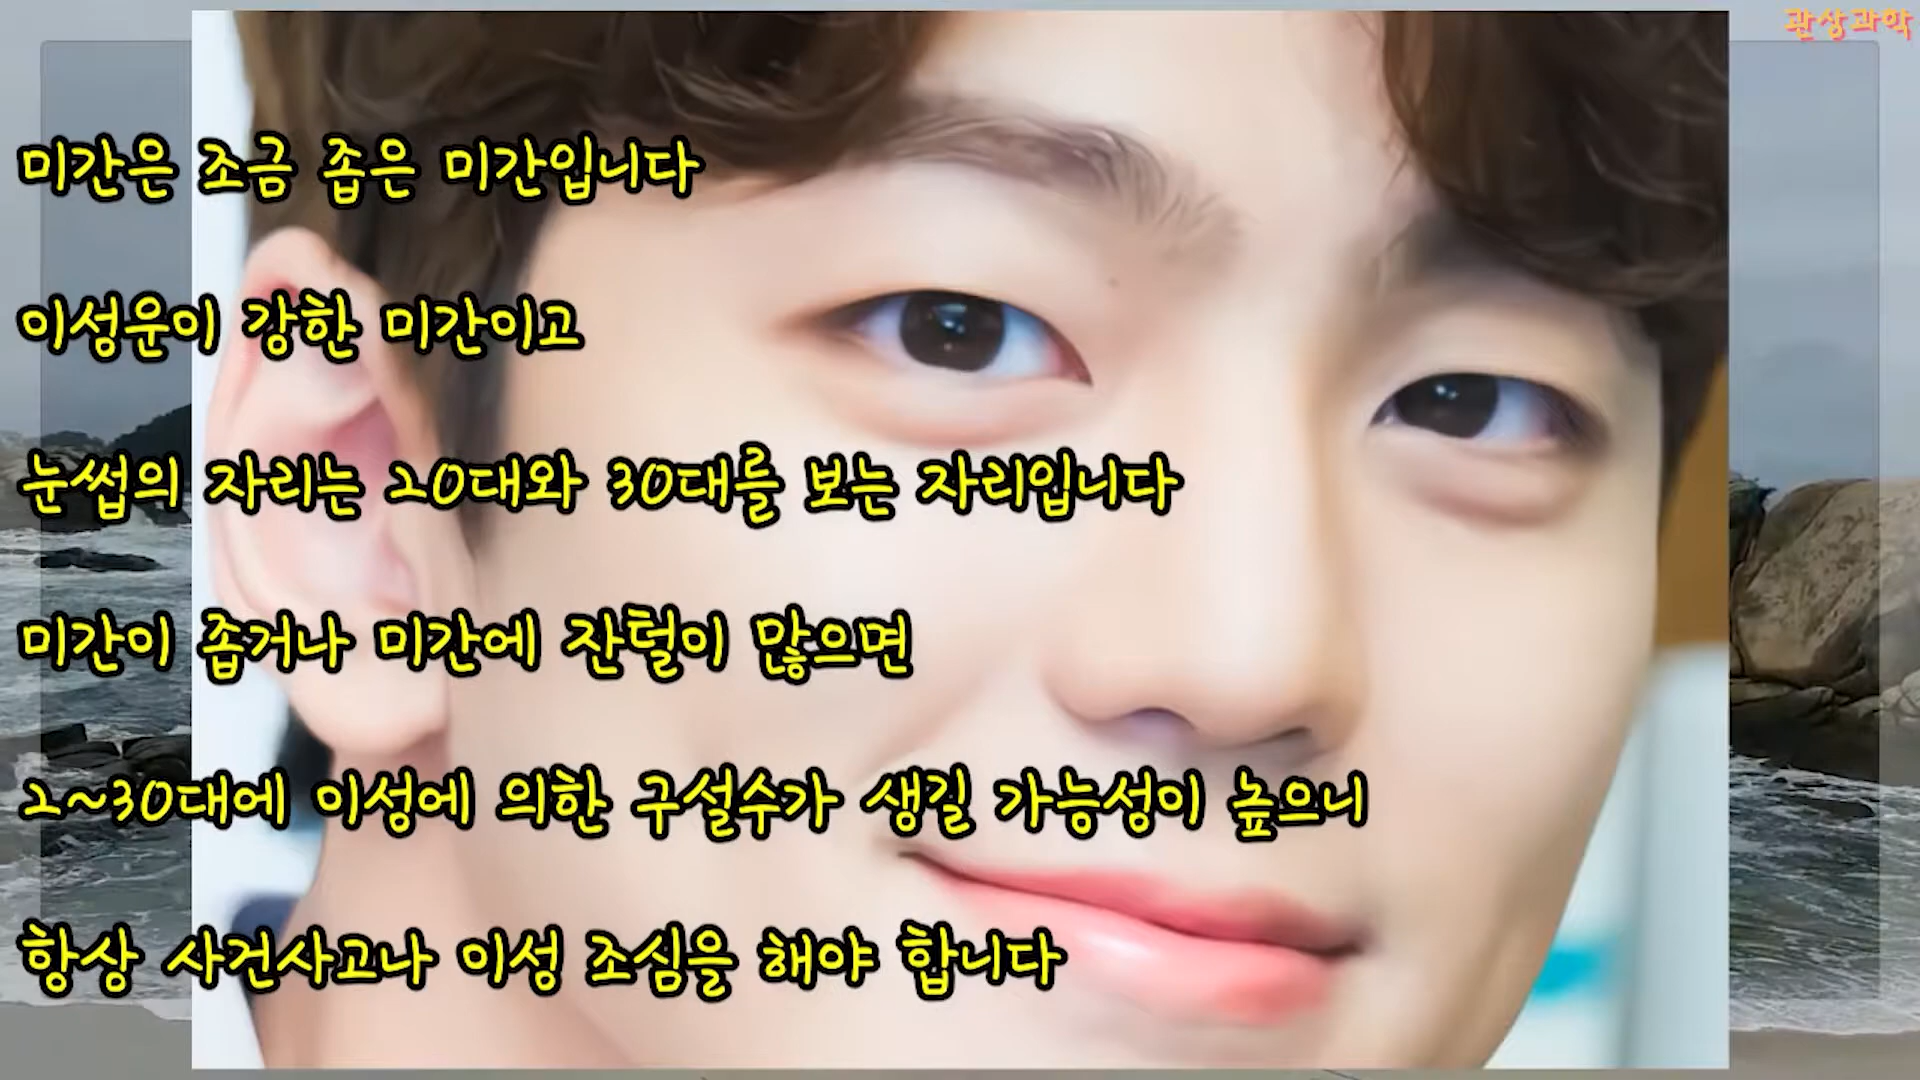 관상과학
미간은 조금 좁은 미간입니다
이성운이 강한 미간이고
눈썹의 자리는 20대와 30대를 보는 자리입니다
미간이 좁거나 미간에 잔털이 많으면
2~30대에 이성에 의한 구설수가 생길 가능성이 높으니
항상 사건사고나 이성 조심을 해야 합니다